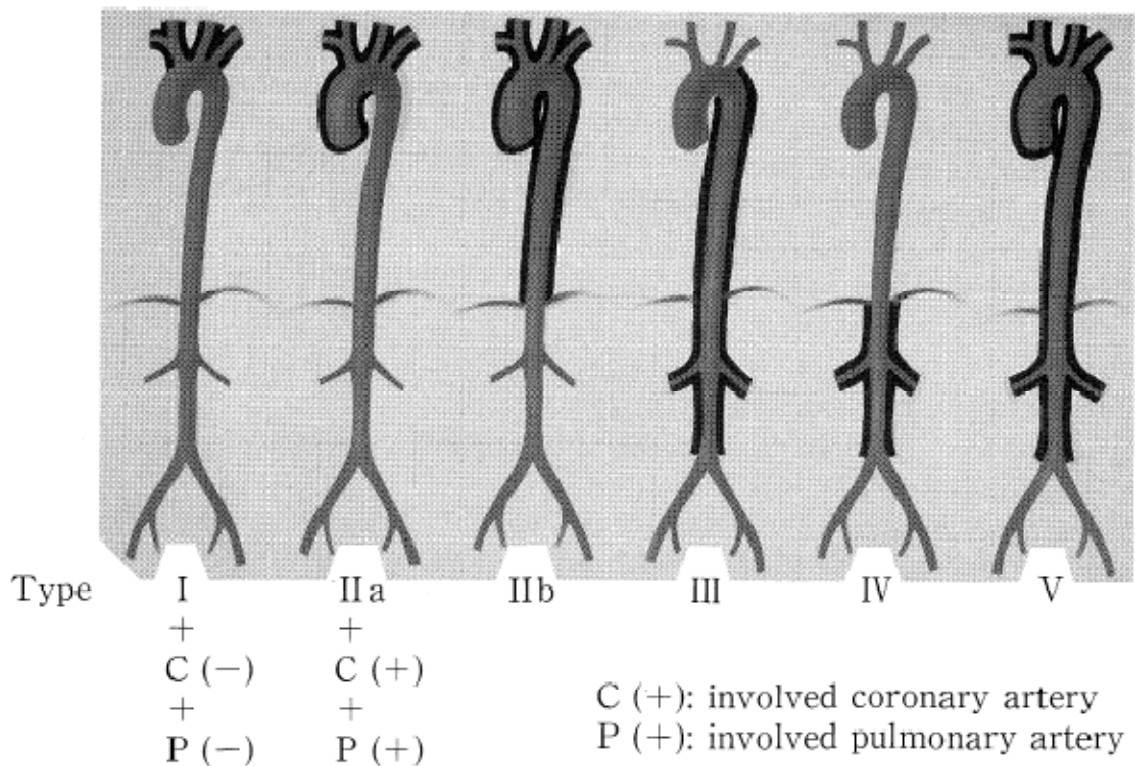 Type I IIa IIb III IV V
+ +
C (−) C (+)
+ +
P (−) P (+)
C (+): involved coronary artery
P (+): involved pulmonary artery